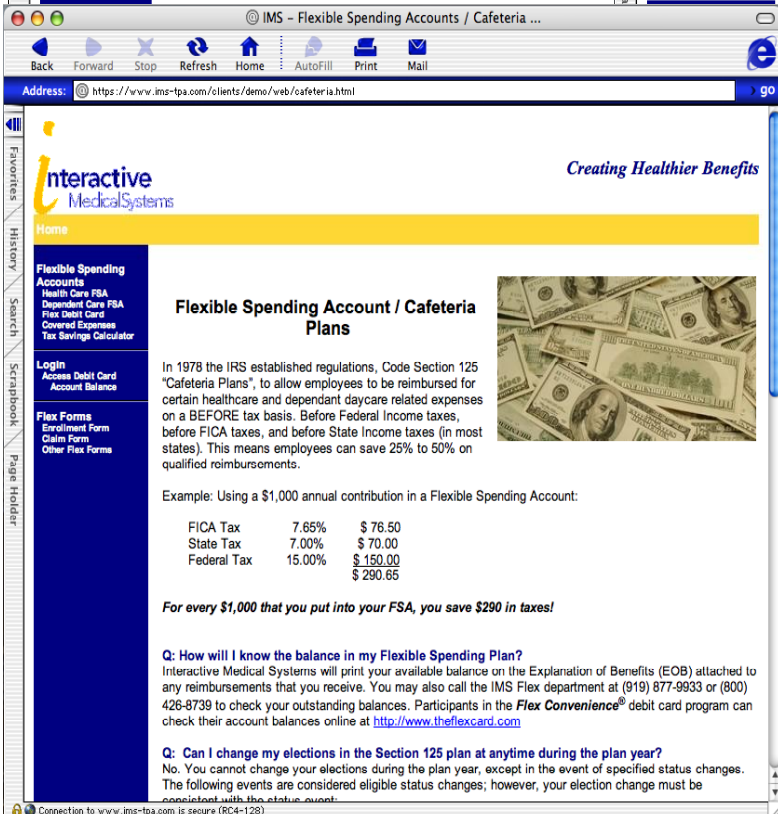 @ IMS – Flexible Spending Accounts / Cafeteria ...
Back Forward Stop Refresh Home AutoFill Print Mail
Address: @ https://www.ims-tpa.com/clients/demo/web/cafeteria.html go
Favorites
History
Search
Scrapbook
Page Holder
interactive
MedicalSystems
Creating Healthier Benefits
Home
Flexible Spending
Accounts
Health Care FSA
Dependent Care FSA
Flex Debit Card
Covered Expenses
Tax Savings Calculator
Login
Access Debit Card
Account Balance
Flex Forms
Enrollment Form
Claim Form
Other Flex Forms
Flexible Spending Account / Cafeteria
Plans
In 1978 the IRS established regulations, Code Section 125
“Cafeteria Plans”, to allow employees to be reimbursed for
certain healthcare and dependant daycare related expenses
on a BEFORE tax basis. Before Federal Income taxes,
before FICA taxes, and before State Income taxes (in most
states). This means employees can save 25% to 50% on
qualified reimbursements.
Example: Using a $1,000 annual contribution in a Flexible Spending Account:
FICA Tax 7.65% $ 76.50
State Tax 7.00% $ 70.00
Federal Tax 15.00% $ 150.00
$ 290.65
For every $1,000 that you put into your FSA, you save $290 in taxes!
Q: How will I know the balance in my Flexible Spending Plan?
Interactive Medical Systems will print your available balance on the Explanation of Benefits (EOB) attached to
any reimbursements that you receive. You may also call the IMS Flex department at (919) 877-9933 or (800)
426-8739 to check your outstanding balances. Participants in the Flex Convenience® debit card program can
check their account balances online at http://www.theflexcard.com
Q: Can I change my elections in the Section 125 plan at anytime during the plan year?
No. You cannot change your elections during the plan year, except in the event of specified status changes.
The following events are considered eligible status changes; however, your election change must be
consistent with the status event:
Connection to www.ims-tpa.com is secure (RC4-128)